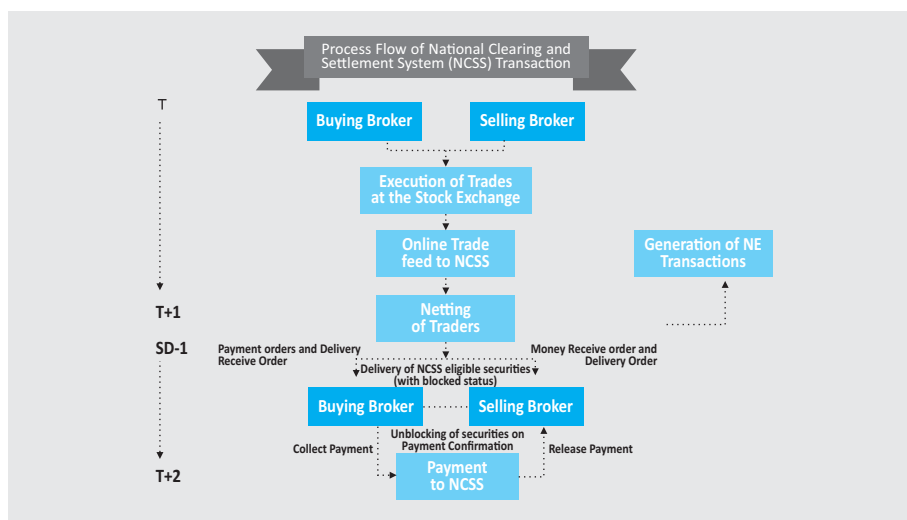 Process Flow of National Clearing and
Settlement System (NCSS) Transaction
T
Buying Broker
Selling Broker
Execution of Trades
at the Stock Exchange
Online Trade
feed to NCSS
Generation of NE
Transactions
Netting
of Traders
T+1
SD-1
Payment orders and Delivery
Receive Order
Money Receive order and
Delivery Order
Delivery of NCSS eligible securities
(with blocked status)
Buying Broker
Selling Broker
Unblocking of securities on
Payment Confirmation
Collect Payment
Release Payment
Payment
to NCSS
T+2